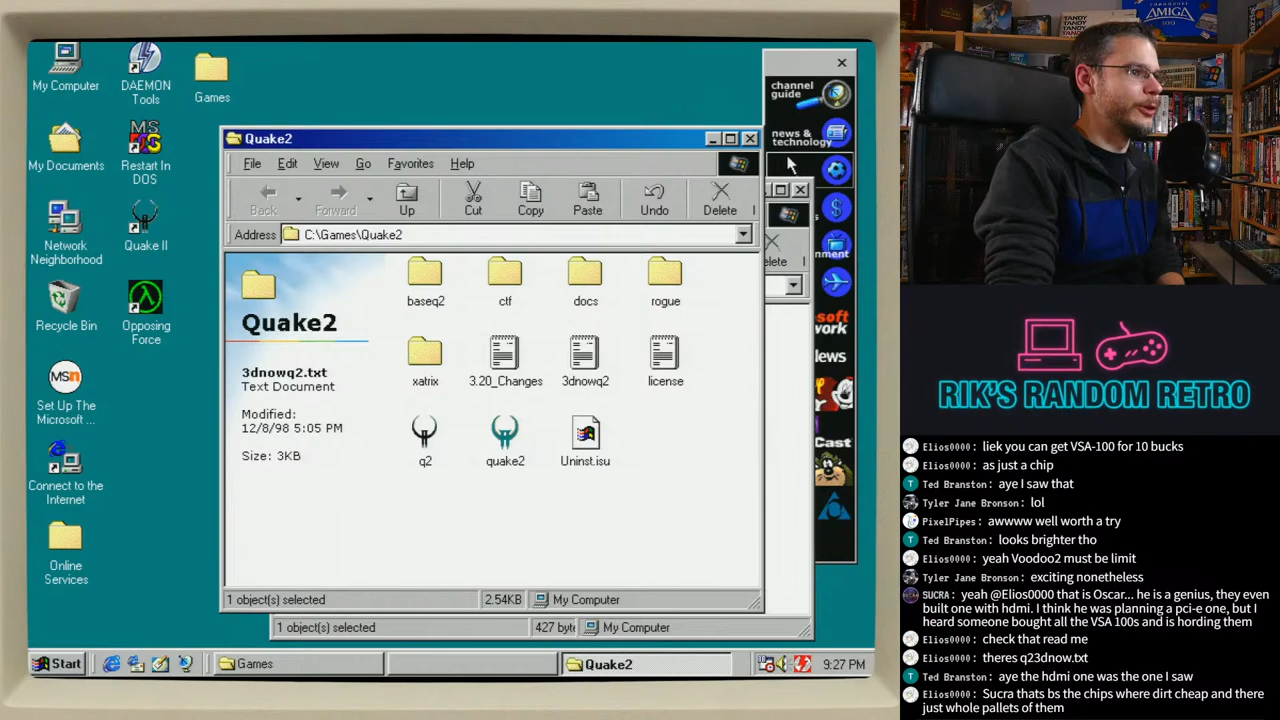 My Computer
DAEMON
Tools
Games
My Documents
MS
Restart In
DOS
Network
Neighborhood
Quake II
Recycle Bin
Opposing
Force
msn
Set Up The
Microsoft ...
Connect to the
Internet
Online
Services
channel
guide
news &
technology
Quake2
File Edit View Go Favorites Help
Back Forward Up Cut Copy Paste Undo Delete
Address C:\Games\Quake2
Quake2
3dnowq2.txt
Text Document
Modified:
12/8/98 5:05 PM
Size: 3KB
baseq2 ctf docs rogue
xatrix 3.20_Changes 3dnowq2 license
q2 quake2 Uninst.isu
1 object(s) selected 2.54KB My Computer
1 object(s) selected 427 byte My Computer
Start Games Quake2 9:27 PM
TANDY
AMIGA
500
RIK'S RANDOM RETRO
Elios0000: liek you can get VSA-100 for 10 bucks
Elios0000: as just a chip
Ted Branston: aye I saw that
Tyler Jane Bronson: lol
PixelPipes: awwww well worth a try
Ted Branston: looks brighter tho
Elios0000: yeah Voodoo2 must be limit
Tyler Jane Bronson: exciting nonetheless
SUCRA: yeah @Elios0000 that is Oscar... he is a genius, they even
built one with hdmi. I think he was planning a pci-e one, but I
heard someone bought all the VSA 100s and is hording them
Elios0000: check that read me
Elios0000: theres q23dnow.txt
Ted Branston: aye the hdmi one was the one I saw
Elios0000: Sucra thats bs the chips where dirt cheap and there
just whole pallets of them